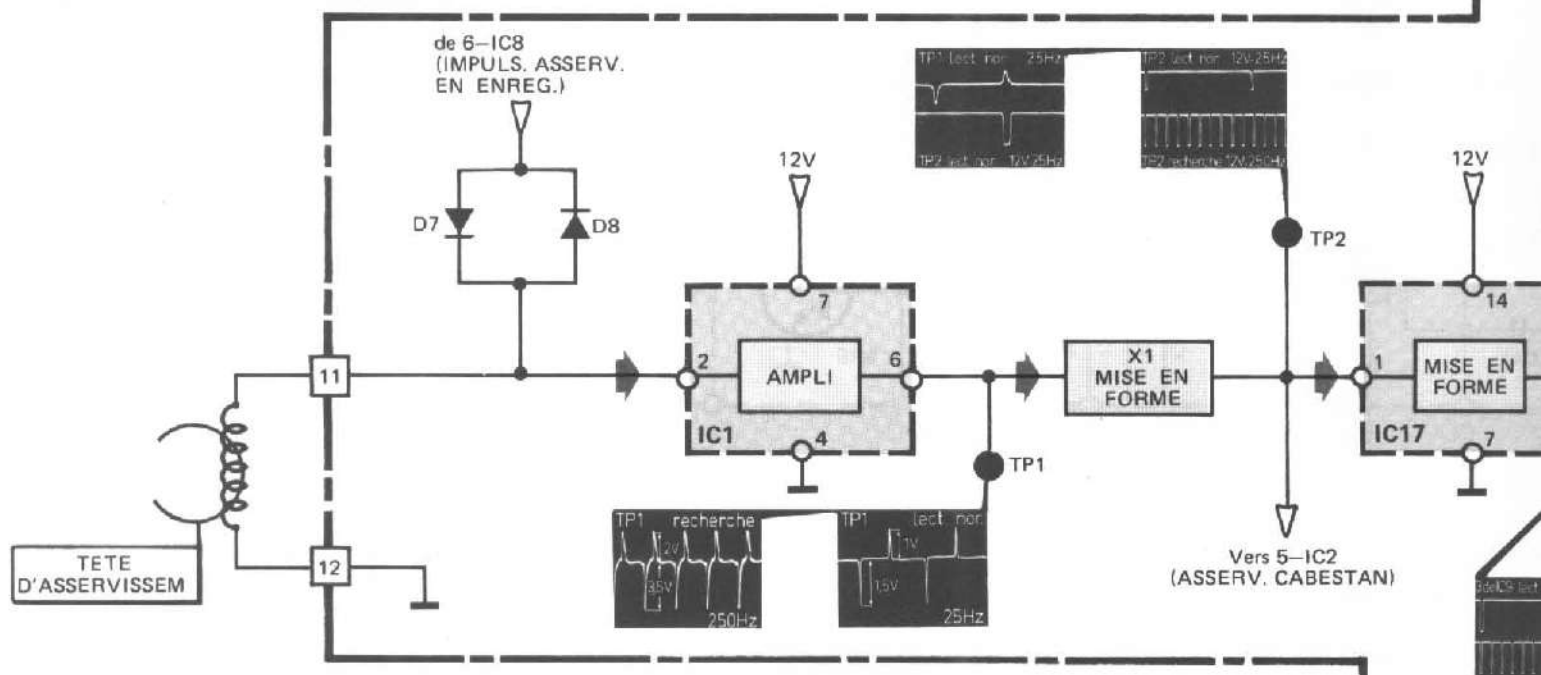 de 6–IC8
(IMPULS. ASSERV.
EN ENREG.)
TP1 lect nor. 25Hz
TP2 lect nor. 12V-25Hz
TP2 lect nor. 12V-25Hz
TP2 recherche 12V-250Hz
12V
12V
D7
D8
TP2
7
14
11
2
AMPLI
6
X1
MISE EN
FORME
1
MISE EN
FORME
IC1
4
IC17
7
TP1
TP1 recherche
2V
3,5V
250Hz
TP1 lect nor.
1V
1,5V
25Hz
12
TETE
D'ASSERVISSEM
Vers 5–IC2
(ASSERV. CABESTAN)
lect